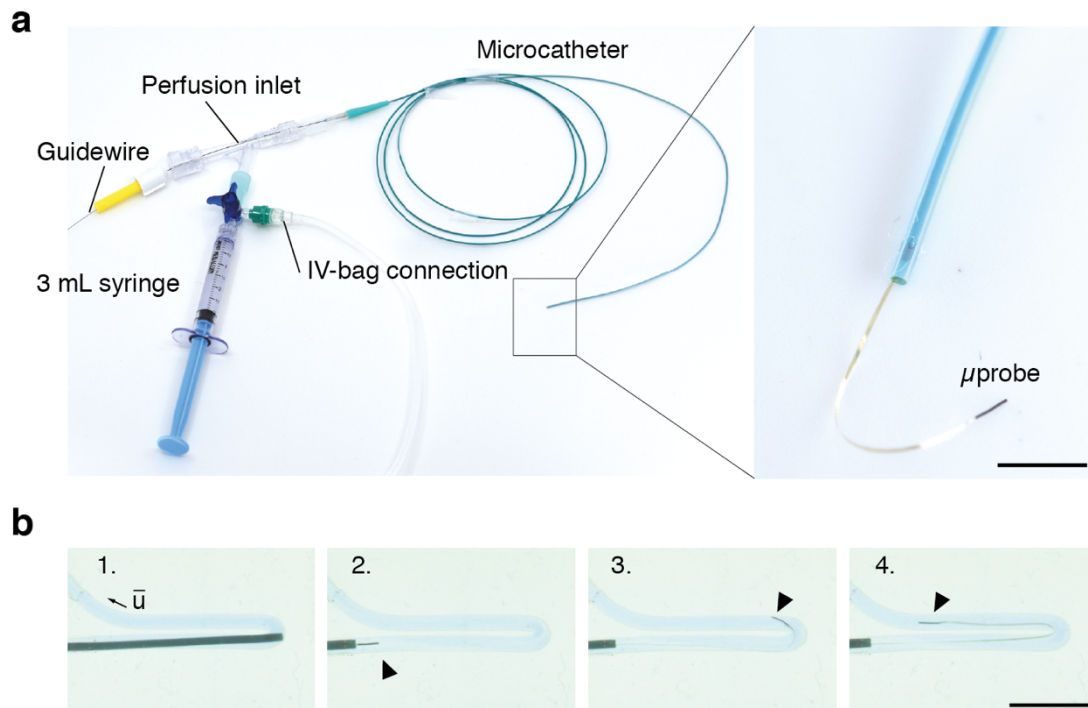 a
Microcatheter
Perfusion inlet
Guidewire
IV-bag connection
3 mL syringe
µprobe
b
1.
u̅
2.
3.
4.